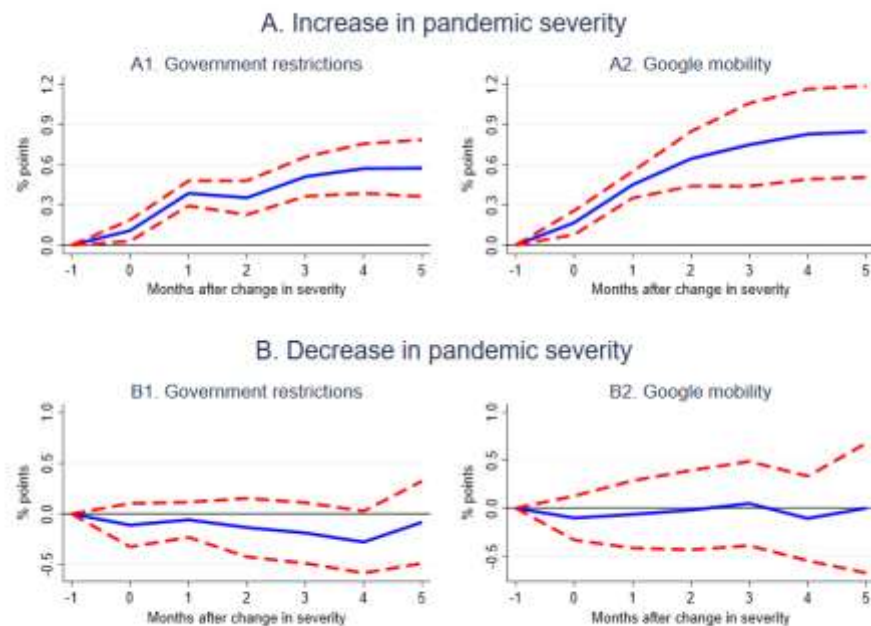 A. Increase in pandemic severity
A1. Government restrictions
% points
0.0 0.3 0.6 0.9 1.2
-1 0 1 2 3 4 5
Months after change in severity
A2. Google mobility
% points
0.0 0.3 0.6 0.9 1.2
-1 0 1 2 3 4 5
Months after change in severity
B. Decrease in pandemic severity
B1. Government restrictions
% points
-0.5 0.0 0.5 1.0
-1 0 1 2 3 4 5
Months after change in severity
B2. Google mobility
% points
-0.5 0.0 0.5 1.0
-1 0 1 2 3 4 5
Months after change in severity